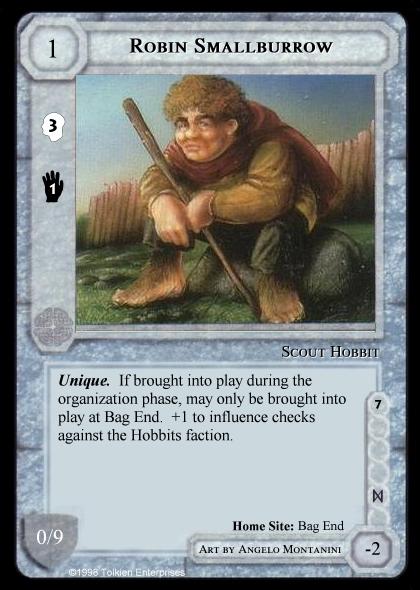 1
ROBIN SMALLBURROW
3
1
SCOUT HOBBIT
Unique. If brought into play during the
organization phase, may only be brought into
play at Bag End. +1 to influence checks
against the Hobbits faction.
7
ᛞ
Home Site: Bag End
0/9
ART BY ANGELO MONTANINI
-2
©1998 Tolkien Enterprises